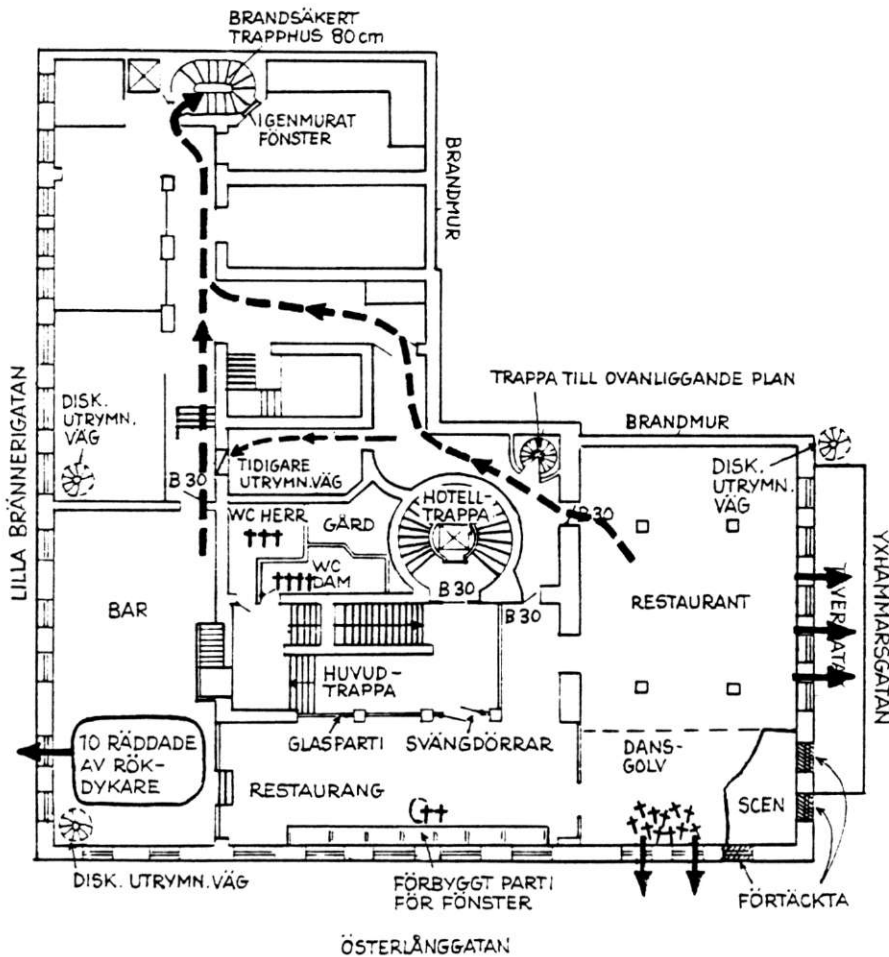 BRANDSÄKERT
TRAPPHUS 80 cm
IGENMURAT
FÖNSTER
BRANDMUR
LILLA BRÄNNERIGATAN
DISK.
UTRYMN.
VÄG
TRAPPA TILL OVANLIGGANDE PLAN
BRANDMUR
DISK.
UTRYMN.
VÄG
TIDIGARE
UTRYMN.VÄG
B 30
HOTELL-
TRAPPA
WC HERR
GÅRD
B 30
WC
DAM
B 30
B 30
BAR
RESTAURANT
YXHAMMARSGATAN
HUVUD-
TRAPPA
10 RÄDDADE
AV RÖK-
DYKARE
GLASPARTI
SVÄNGDÖRRAR
DANS-
GOLV
RESTAURANG
SCEN
DISK. UTRYMN. VÄG
FÖRBYGGT PARTI
FÖR FÖNSTER
FÖRTÄCKTA
ÖSTERLÅNGGATAN